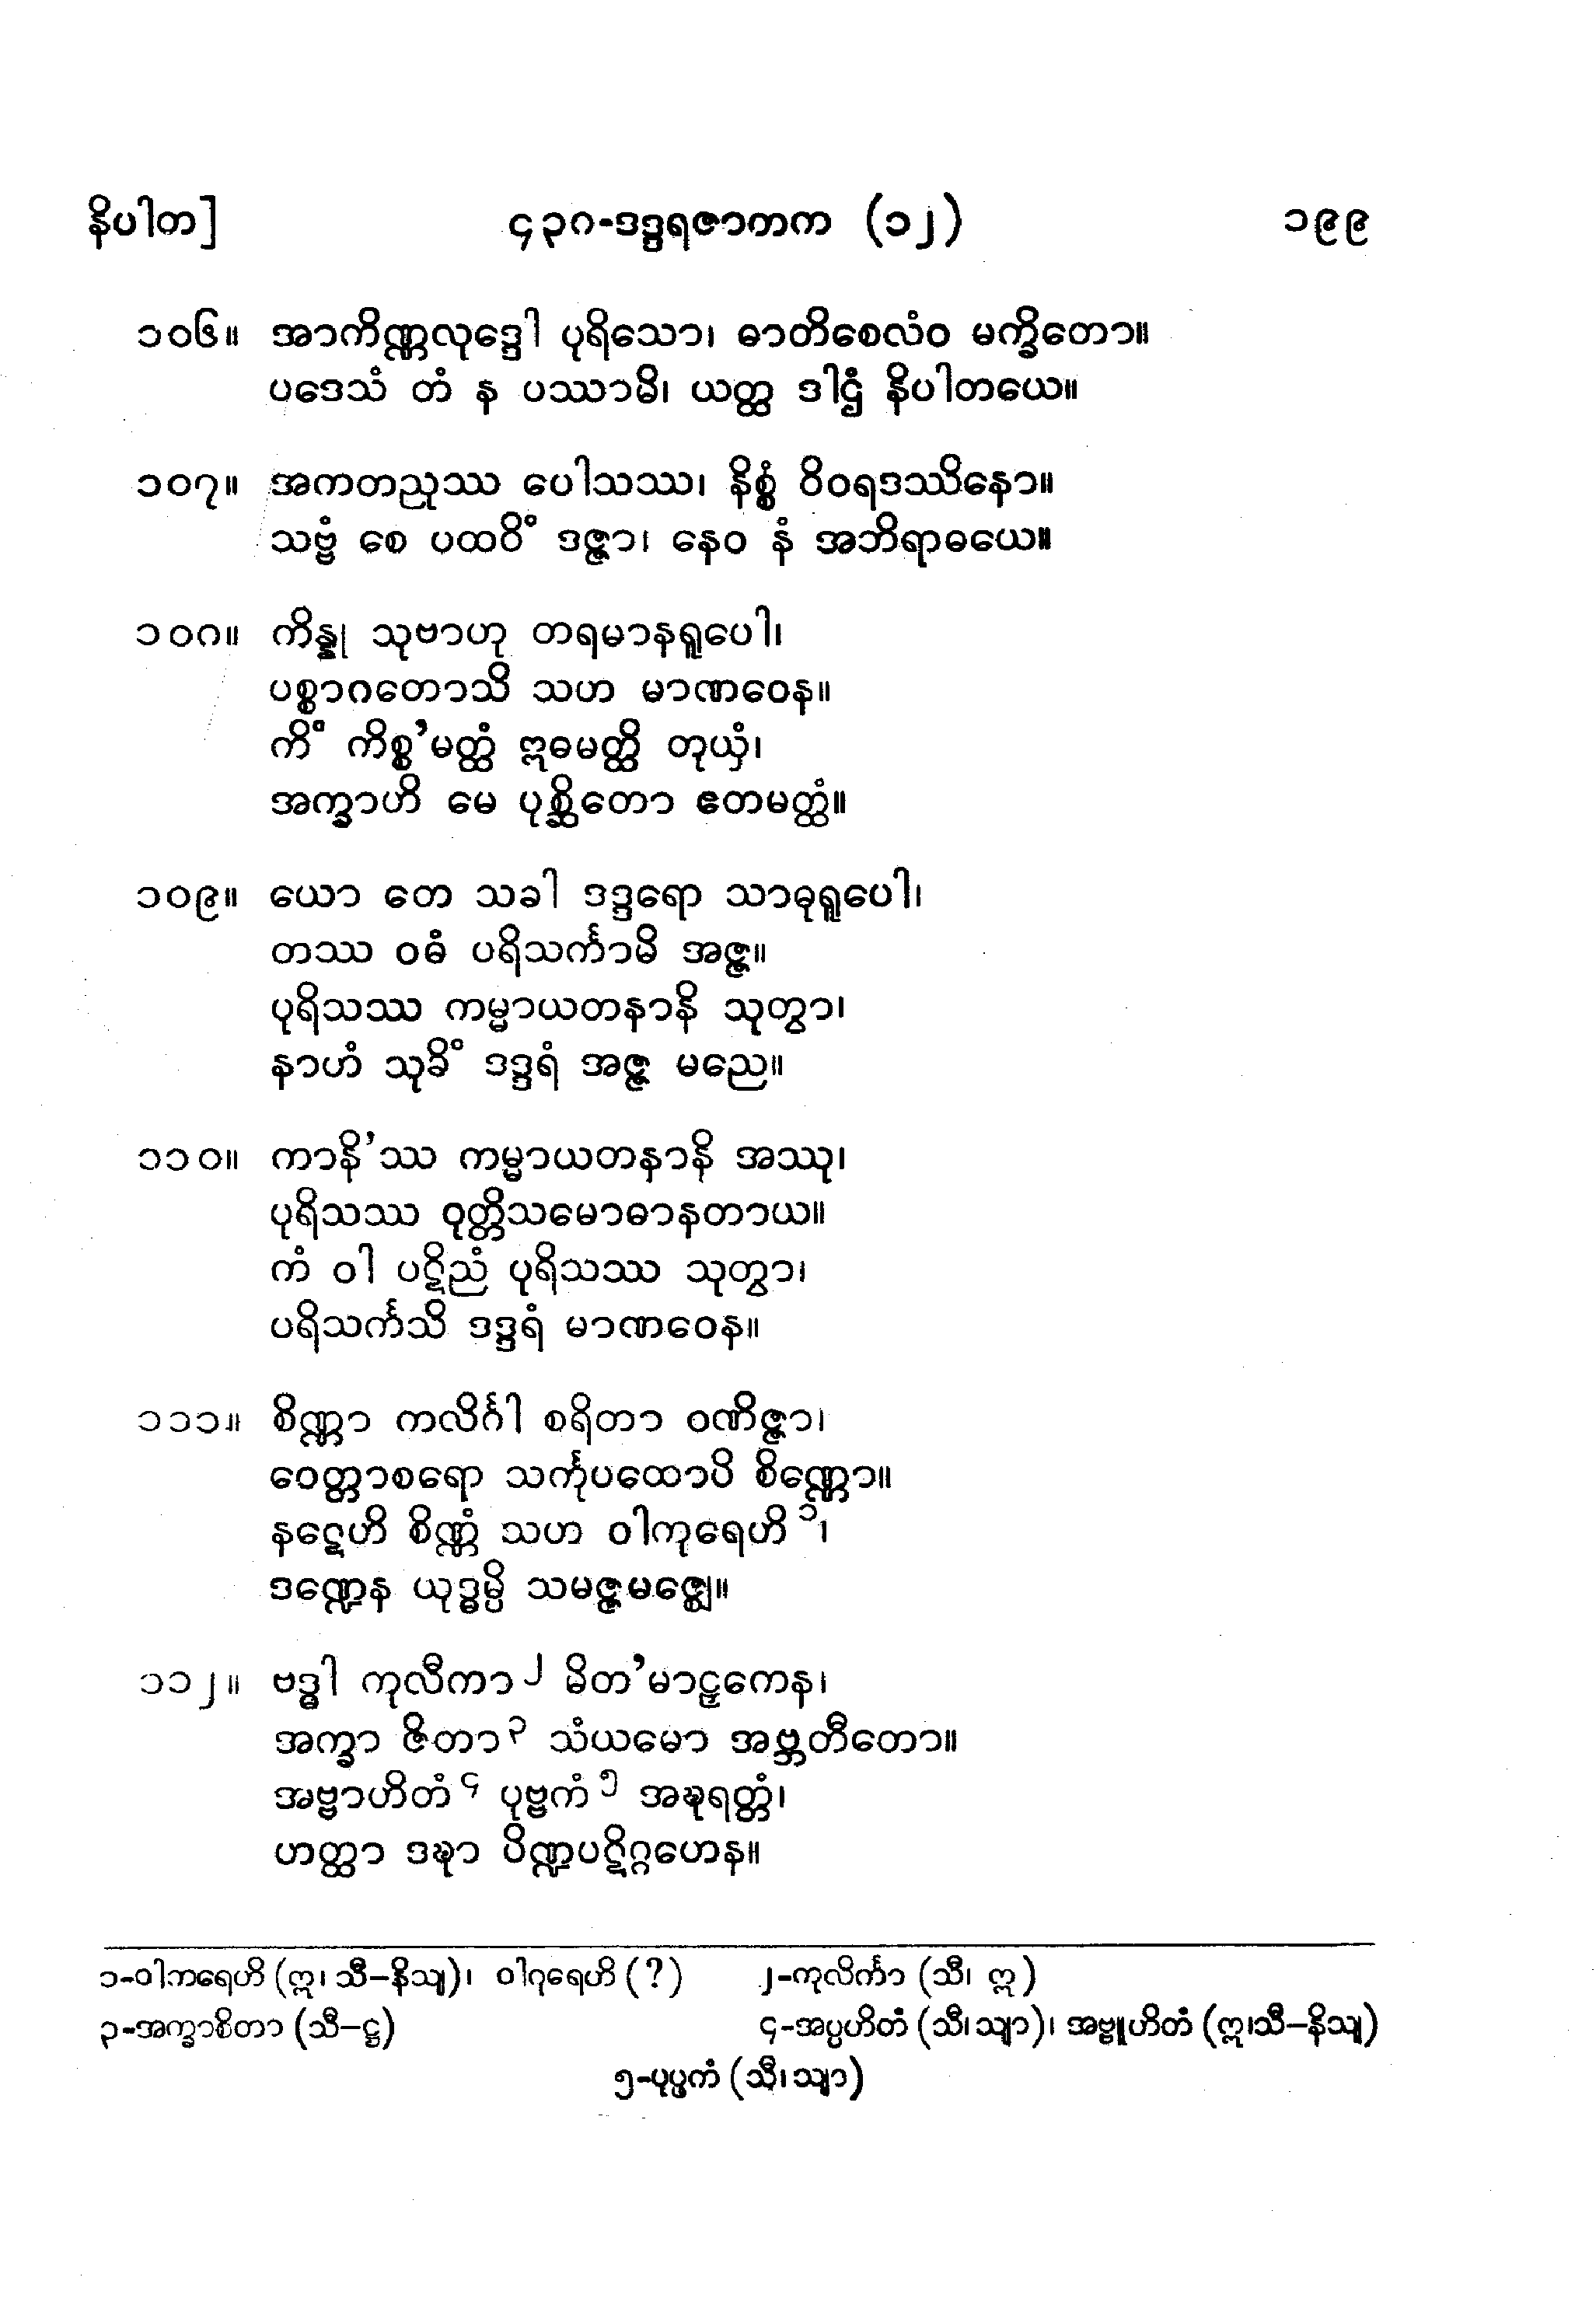 နိပါတ] ၄၃၈-ဒဒ္ဒရဇာတက (၁၂) ၁၉၉
၁၀၆။ အာကိဏ္ဏလုဒ္ဒေါ ပုရိသော၊ ဓာတိစေလံဝ မက္ခိတော။
ပဒေသံ တံ န ပဿာမိ၊ ယတ္ထ ဒါဌံ နိပါတယေ။
၁၀၇။ အကတညုဿ ပေါသဿ၊ နိစ္စံ ဝိဝရဒဿိနော။
သဗ္ဗံ စေ ပထဝိံ ဒဇ္ဇာ၊ နေဝ နံ အဘိရာဓယေ။
၁၀၈။ ကိန္နု သုဗာဟု တရမာနရူပေါ၊
ပစ္စာဂတောသိ သဟ မာဏဝေန။
ကိံ ကိစ္စ’မတ္ထံ ဣဓမတ္ထိ တုယှံ၊
အက္ခာဟိ မေ ပုစ္ဆိတော ဧတမတ္ထံ။
၁၀၉။ ယော တေ သခါ ဒဒ္ဒရော သာဓုရူပေါ၊
တဿ ဝဓံ ပရိသင်္ကာမိ အဇ္ဇ။
ပုရိသဿ ကမ္မာယတနာနိ သုတွာ၊
နာဟံ သုခိံ ဒဒ္ဒရံ အဇ္ဇ မညေ။
၁၁၀။ ကာနိ’ဿ ကမ္မာယတနာနိ အဿု၊
ပုရိသဿ ဝုတ္တိသမောဓာနတာယ။
ကံ ဝါ ပဋိညံ ပုရိသဿ သုတွာ၊
ပရိသင်္ကသိ ဒဒ္ဒရံ မာဏဝေန။
၁၁၁။ စိဏ္ဏာ ကလိင်္ဂါ စရိတာ ဝဏိဇ္ဇာ၊
ဝေတ္တာစရော သင်္ကုပထောပိ စိဏ္ဏော။
နဋေဟိ စိဏ္ဏံ သဟ ဝါကုရေဟိ ၁၊
ဒဏ္ဍေန ယုဒ္ဓမ္ပိ သမဇ္ဇမဇ္ဈေ။
၁၁၂။ ဗဒ္ဓါ ကုလီကာ ၂ မိတ’မာဠှကေန၊
အက္ခာ ဇိတာ ၃ သံယမော အဗ္ဘတီတော။
အဗ္ဗာဟိတံ ၄ ပုဗ္ဗကံ ၅ အဍ္ဎရတ္တံ၊
ဟတ္ထာ ဒဍ္ဎာ ပိဏ္ဍပဋိဂ္ဂဟေန။
၁-ဝါကရေဟိ (ဣ၊ သီ–နိသျ)၊ ဝါဂုရေဟိ (?) ၂-ကုလိင်္ကာ (သီ၊ ဣ)
၃-အက္ခာစိတာ (သီ–ဋ္ဌ) ၄-အပ္ပဟိတံ (သီ၊သျာ)၊ အဗ္ဗူဟိတံ (ဣ၊သီ–နိသျ)
၅-ပုပ္ဖကံ (သီ၊သျာ)